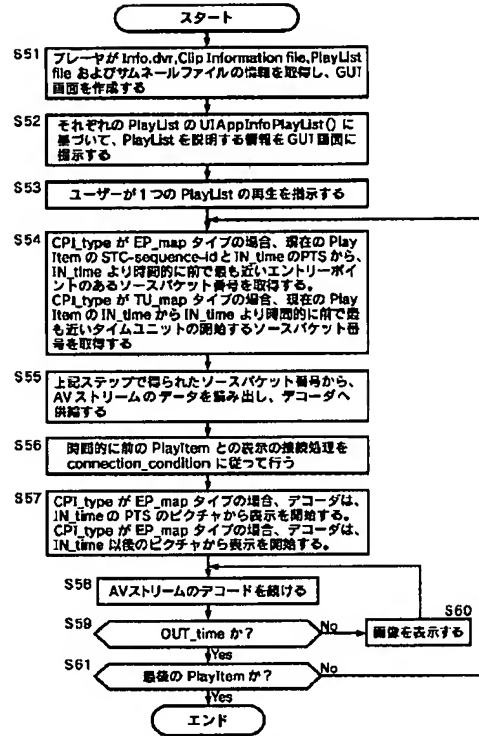 スタート
S51
プレーヤが Info.dvr,Clip Information file,PlayList
file およびサムネールファイルの情報を取得し、GUI
画面を作成する
S52
それぞれの PlayList の UIAppInfoPlayList() に
基づいて、PlayList を説明する情報を GUI 画面に
指示する
S53
ユーザーが 1 つの PlayList の再生を指示する
S54
CPI_type が EP_map タイプの場合、現在の Play
Item の STC-sequence-id と IN_time のPTS から、
IN_time より時間的に前で最も近いエントリーポイ
ントのあるソースパケット番号を取得する。
CPI_type が TU_map タイプの場合、現在の Play
Item の IN_time から IN_time より時間的に前で最
も近いタイムユニットの開始するソースパケット番
号を取得する
S55
上記ステップで得られたソースパケット番号から、
AVストリームのデータを読み出し、デコーダへ
供給する
S56
時間的に前の PlayItem との表示の接続処理を
connection_condition に従って行う
S57
CPI_type が EP_map タイプの場合、デコーダは、
IN_time の PTS のピクチャから表示を開始する。
CPI_type が EP_map タイプの場合、デコーダは、
IN_time 以後のピクチャから表示を開始する。
S58
AVストリームのデコードを続ける
S59
OUT_time か？
No
S60
画像を表示する
Yes
S61
最後の PlayItem か？
No
Yes
エンド